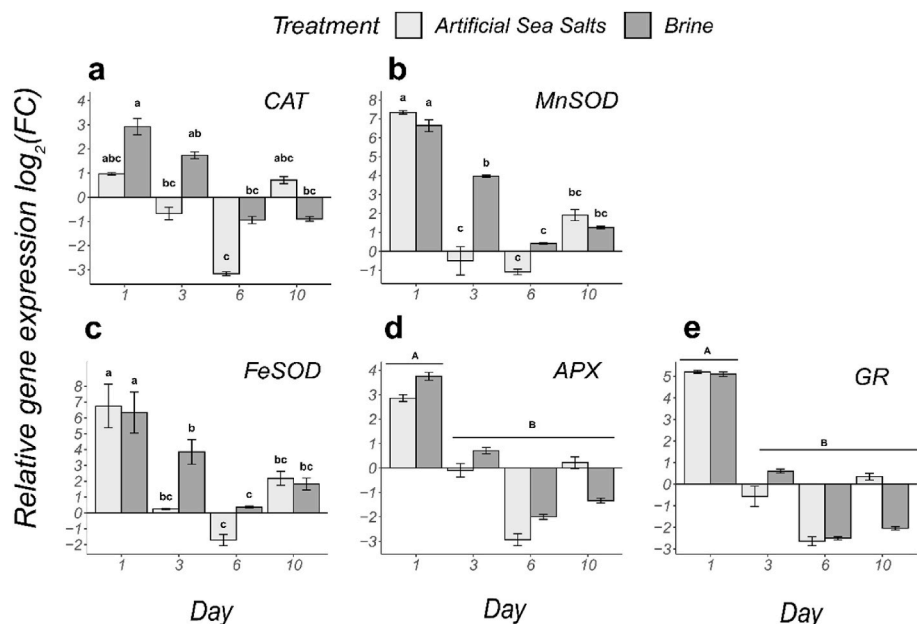 Treatment Artificial Sea Salts Brine
Relative gene expression log₂(FC)
a
CAT
4
3
2
1
0
−1
−2
−3
abc
a
bc
ab
c
bc
abc
bc
1 3 6 10
b
MnSOD
7
6
5
4
3
2
1
0
−1
a
a
c
b
c
c
bc
bc
1 3 6 10
c
FeSOD
8
7
6
5
4
3
2
1
0
−1
−2
a
a
bc
b
c
c
bc
bc
1 3 6 10
Day
d
APX
4
3
2
1
0
−1
−2
−3
A
B
1 3 6 10
Day
e
GR
5
4
3
2
1
0
−1
−2
−3
A
B
1 3 6 10
Day